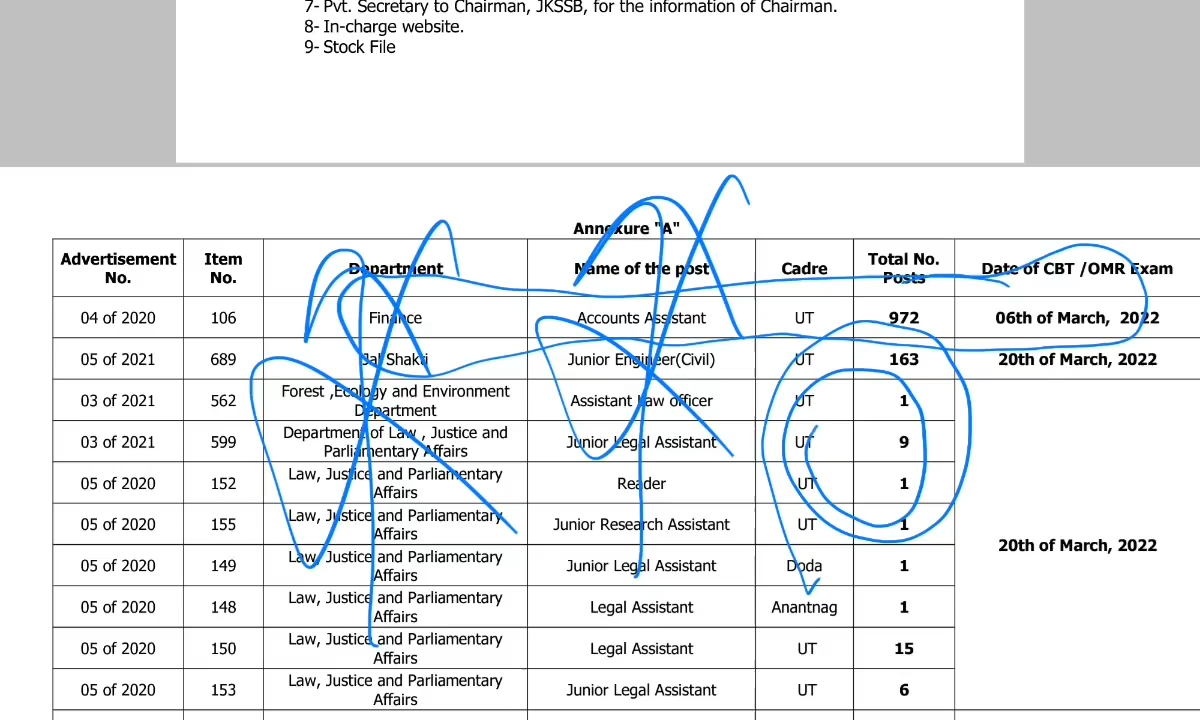 7- Pvt. Secretary to Chairman, JKSSB, for the information of Chairman.
8- In-charge website.
9- Stock File
Annexure "A"
Advertisement No. Item No. Department Name of the post Cadre Total No. Posts Date of CBT /OMR Exam
04 of 2020 106 Finance Accounts Assistant UT 972 06th of March, 2022
05 of 2021 689 Jal Shakti Junior Engineer(Civil) UT 163 20th of March, 2022
03 of 2021 562 Forest ,Ecology and Environment Department Assistant Law officer UT 1
03 of 2021 599 Department of Law , Justice and Parliamentary Affairs Junior Legal Assistant UT 9
05 of 2020 152 Law, Justice and Parliamentary Affairs Reader UT 1
05 of 2020 155 Law, Justice and Parliamentary Affairs Junior Research Assistant UT 1
20th of March, 2022
05 of 2020 149 Law, Justice and Parliamentary Affairs Junior Legal Assistant Doda 1
05 of 2020 148 Law, Justice and Parliamentary Affairs Legal Assistant Anantnag 1
05 of 2020 150 Law, Justice and Parliamentary Affairs Legal Assistant UT 15
05 of 2020 153 Law, Justice and Parliamentary Affairs Junior Legal Assistant UT 6